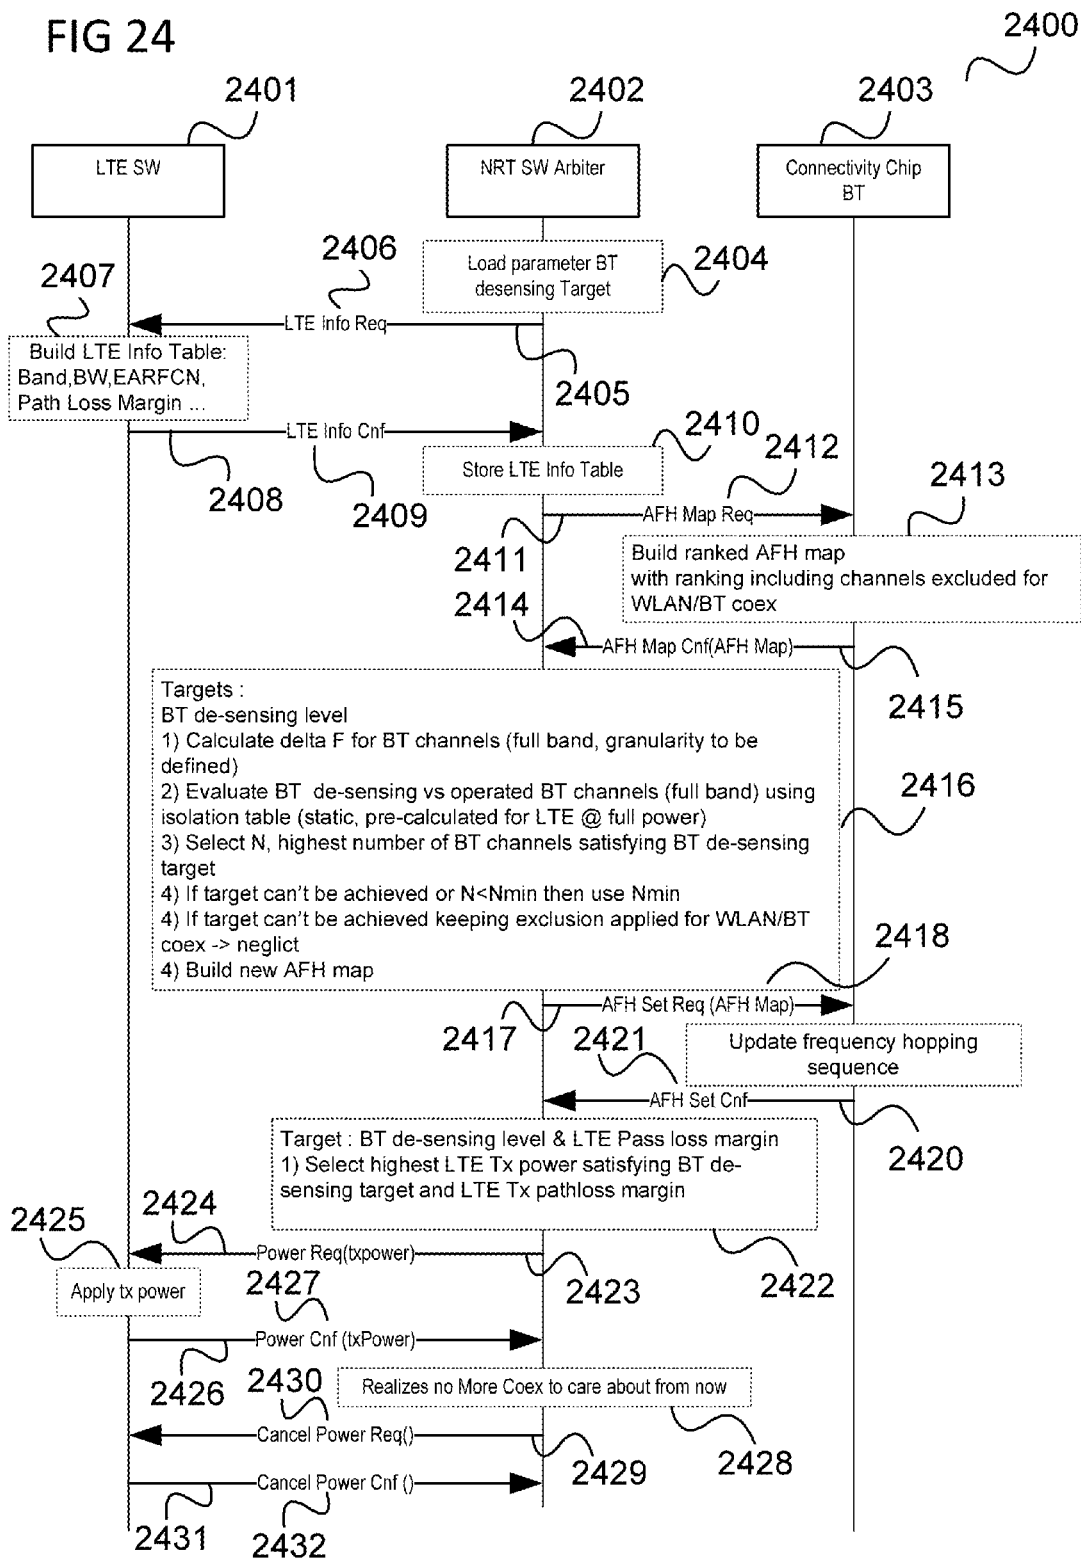 FIG 24
2400
2401
2402
2403
LTE SW
NRT SW Arbiter
Connectivity Chip
BT
2404
Load parameter BT
desensing Target
2406
2407
LTE Info Req
2405
Build LTE Info Table:
Band,BW,EARFCN,
Path Loss Margin ...
LTE Info Cnf
2408
2409
2410
Store LTE Info Table
2412
2413
AFH Map Req
2411
Build ranked AFH map
with ranking including channels excluded for
WLAN/BT coex
2414
AFH Map Cnf(AFH Map)
2415
Targets :
BT de-sensing level
1) Calculate delta F for BT channels (full band, granularity to be
defined)
2) Evaluate BT de-sensing vs operated BT channels (full band) using
isolation table (static, pre-calculated for LTE @ full power)
3) Select N, highest number of BT channels satisfying BT de-sensing
target
4) If target can't be achieved or N<Nmin then use Nmin
4) If target can't be achieved keeping exclusion applied for WLAN/BT
coex -> neglict
4) Build new AFH map
2416
2418
AFH Set Req (AFH Map)
2417
2421
Update frequency hopping
sequence
AFH Set Cnf
2420
Target : BT de-sensing level & LTE Pass loss margin
1) Select highest LTE Tx power satisfying BT de-
sensing target and LTE Tx pathloss margin
2422
2424
2425
Power Req(txpower)
2423
Apply tx power
2427
Power Cnf (txPower)
2426
2430
Realizes no More Coex to care about from now
2428
Cancel Power Req()
2429
Cancel Power Cnf ()
2431
2432